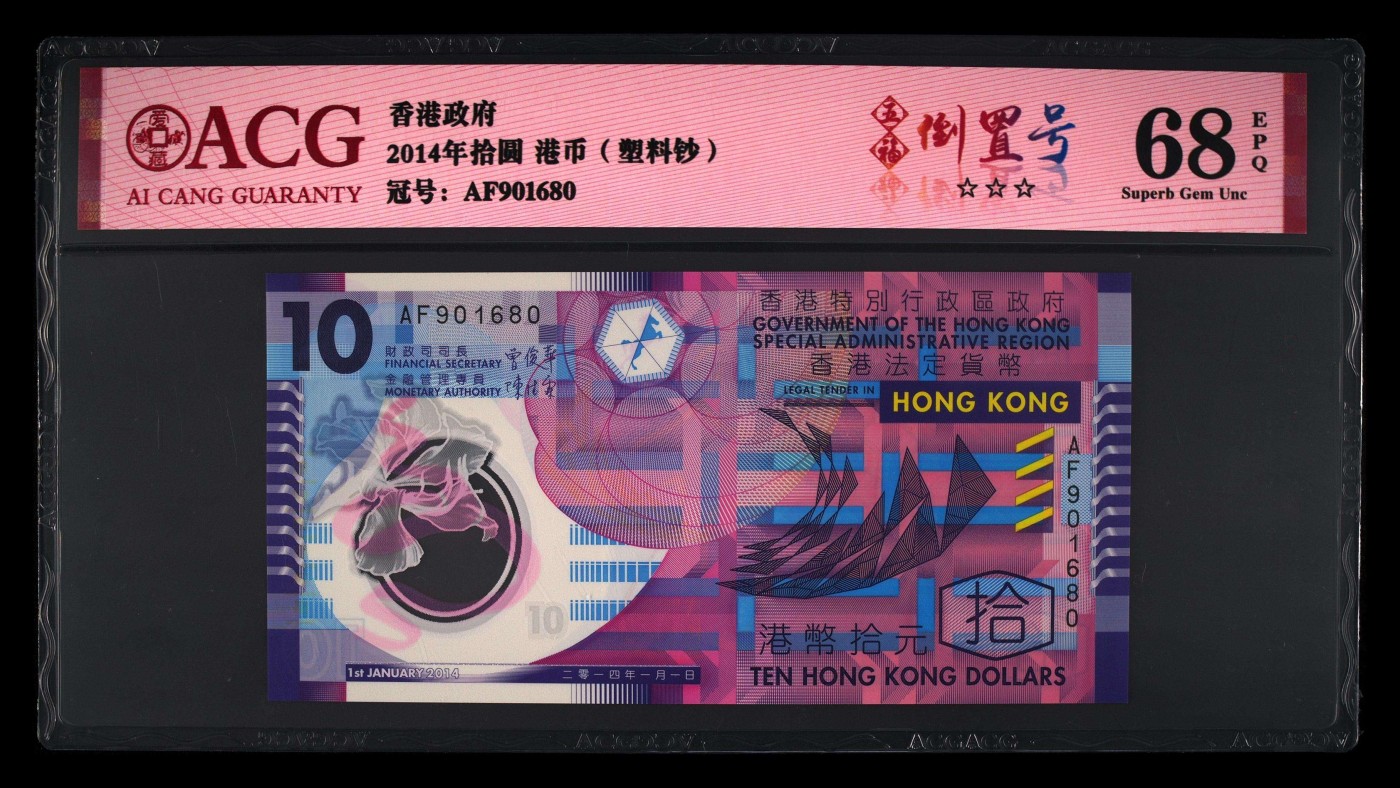 ACG
AI CANG GUARANTY
香港政府
2014年拾圆 港币（塑料钞）
冠号：AF901680
五福
倒置号
☆☆☆
68
EPQ
Superb Gem Unc
10
AF901680
財政司司長
FINANCIAL SECRETARY
金融管理專員
MONETARY AUTHORITY
香港特別行政區政府
GOVERNMENT OF THE HONG KONG
SPECIAL ADMINISTRATIVE REGION
香港法定貨幣
LEGAL TENDER IN
HONG KONG
AF901680
10
拾
港幣拾元
TEN HONG KONG DOLLARS
1st JANUARY 2014
二零一四年一月一日